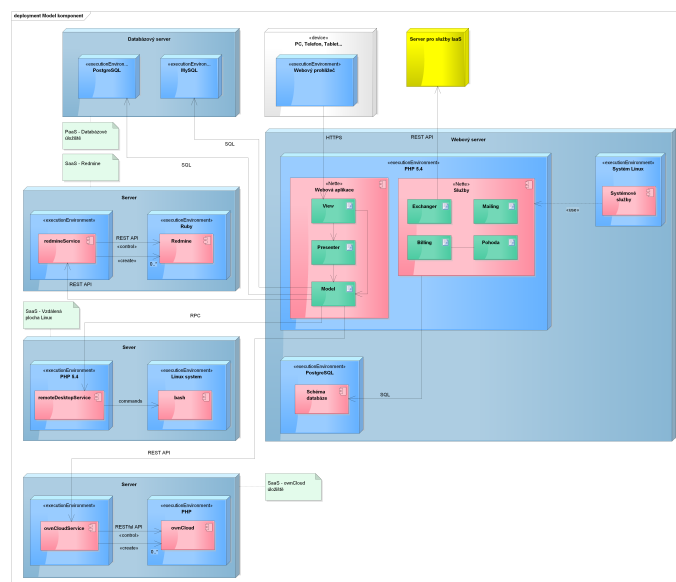 deployment Model komponent
Databázový server
«executionEnviron...
PostgreSQL
«executionEnviron...
MySQL
«device»
PC, Telefon, Tablet...
«executionEnvironment»
Webový prohlížeč
Server pro služby IaaS
PaaS - Databázové
úložiště
SaaS - Redmine
SQL
SQL
HTTPS
REST API
Webový server
«executionEnvironment»
PHP 5.4
«Nette»
Webová aplikace
View
Presenter
Model
«Nette»
Služby
Exchanger
Mailing
Billing
Pohoda
«executionEnvironment»
Systém Linux
Systémové
služby
«use»
Server
«executionEnvironment»
redmineService
REST API
«control»
«create»
0..*
«executionEnvironment»
Ruby
Redmine
REST API
SaaS - Vzdálená
plocha Linux
RPC
Sever
«executionEnvironment»
PHP 5.4
remoteDesktopService
commands
«executionEnvironment»
Linux system
bash
«executionEnvironment»
PostgreSQL
Schéma
databáze
SQL
REST API
Server
«executionEnvironment»
ownCloudService
RESTful API
«control»
«create»
0..*
«executionEnvironment»
PHP
ownCloud
SaaS - ownCloud
úložiště